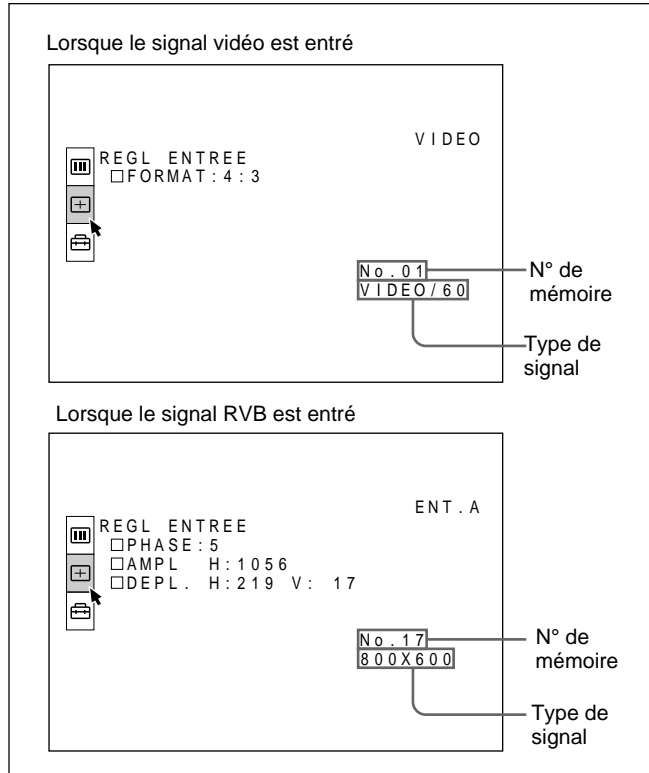 Lorsque le signal vidéo est entré
VIDEO
REGL ENTREE
□FORMAT:4:3
No.01
VIDEO/60
N° de
mémoire
Type de
signal
Lorsque le signal RVB est entré
ENT.A
REGL ENTREE
□PHASE:5
□AMPL H:1056
□DEPL. H:219 V: 17
No.17
800X600
N° de
mémoire
Type de
signal